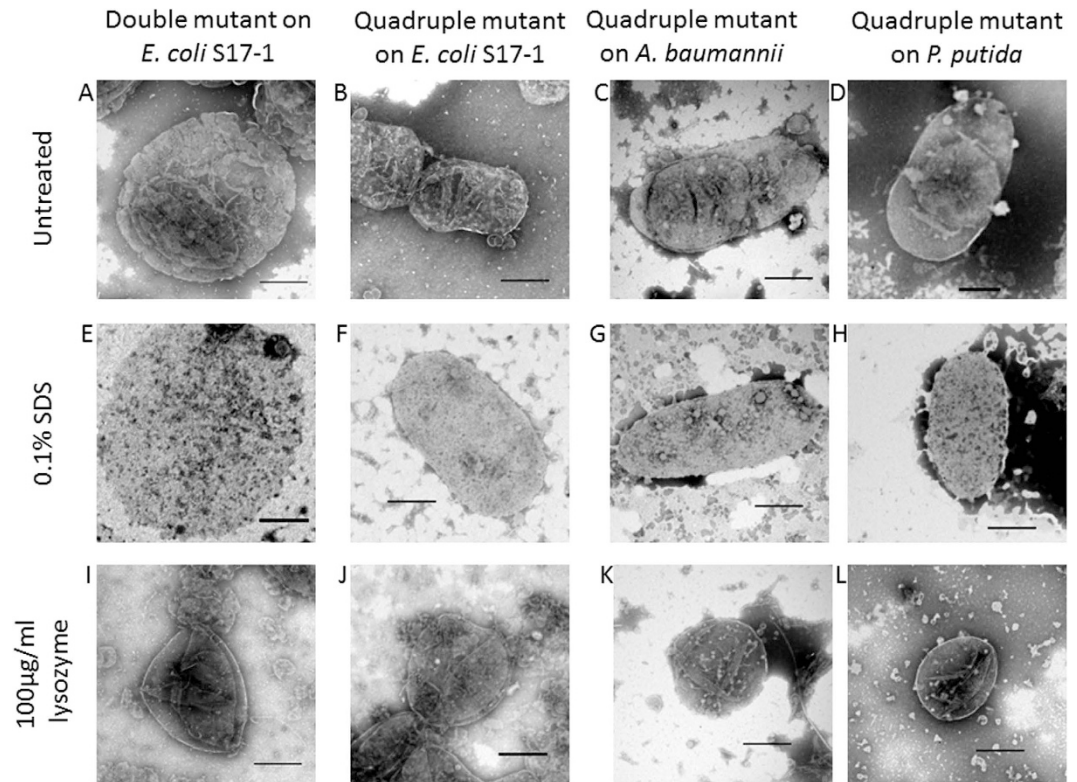 Double mutant on
E. coli S17-1
Quadruple mutant
on E. coli S17-1
Quadruple mutant
on A. baumannii
Quadruple mutant
on P. putida
Untreated
A
B
C
D
0.1% SDS
E
F
G
H
100µg/ml
lysozyme
I
J
K
L